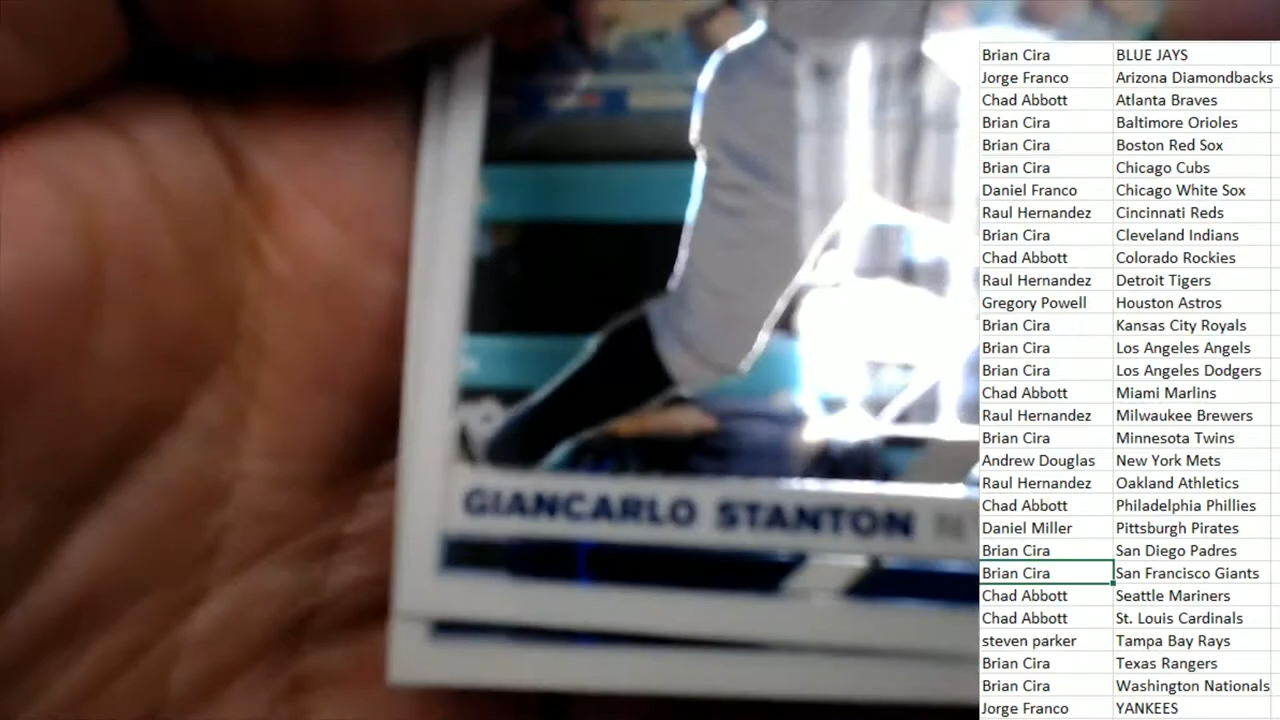 GIANCARLO STANTON
Brian Cira BLUE JAYS
Jorge Franco Arizona Diamondbacks
Chad Abbott Atlanta Braves
Brian Cira Baltimore Orioles
Brian Cira Boston Red Sox
Brian Cira Chicago Cubs
Daniel Franco Chicago White Sox
Raul Hernandez Cincinnati Reds
Brian Cira Cleveland Indians
Chad Abbott Colorado Rockies
Raul Hernandez Detroit Tigers
Gregory Powell Houston Astros
Brian Cira Kansas City Royals
Brian Cira Los Angeles Angels
Brian Cira Los Angeles Dodgers
Chad Abbott Miami Marlins
Raul Hernandez Milwaukee Brewers
Brian Cira Minnesota Twins
Andrew Douglas New York Mets
Raul Hernandez Oakland Athletics
Chad Abbott Philadelphia Phillies
Daniel Miller Pittsburgh Pirates
Brian Cira San Diego Padres
Brian Cira San Francisco Giants
Chad Abbott Seattle Mariners
Chad Abbott St. Louis Cardinals
steven parker Tampa Bay Rays
Brian Cira Texas Rangers
Brian Cira Washington Nationals
Jorge Franco YANKEES